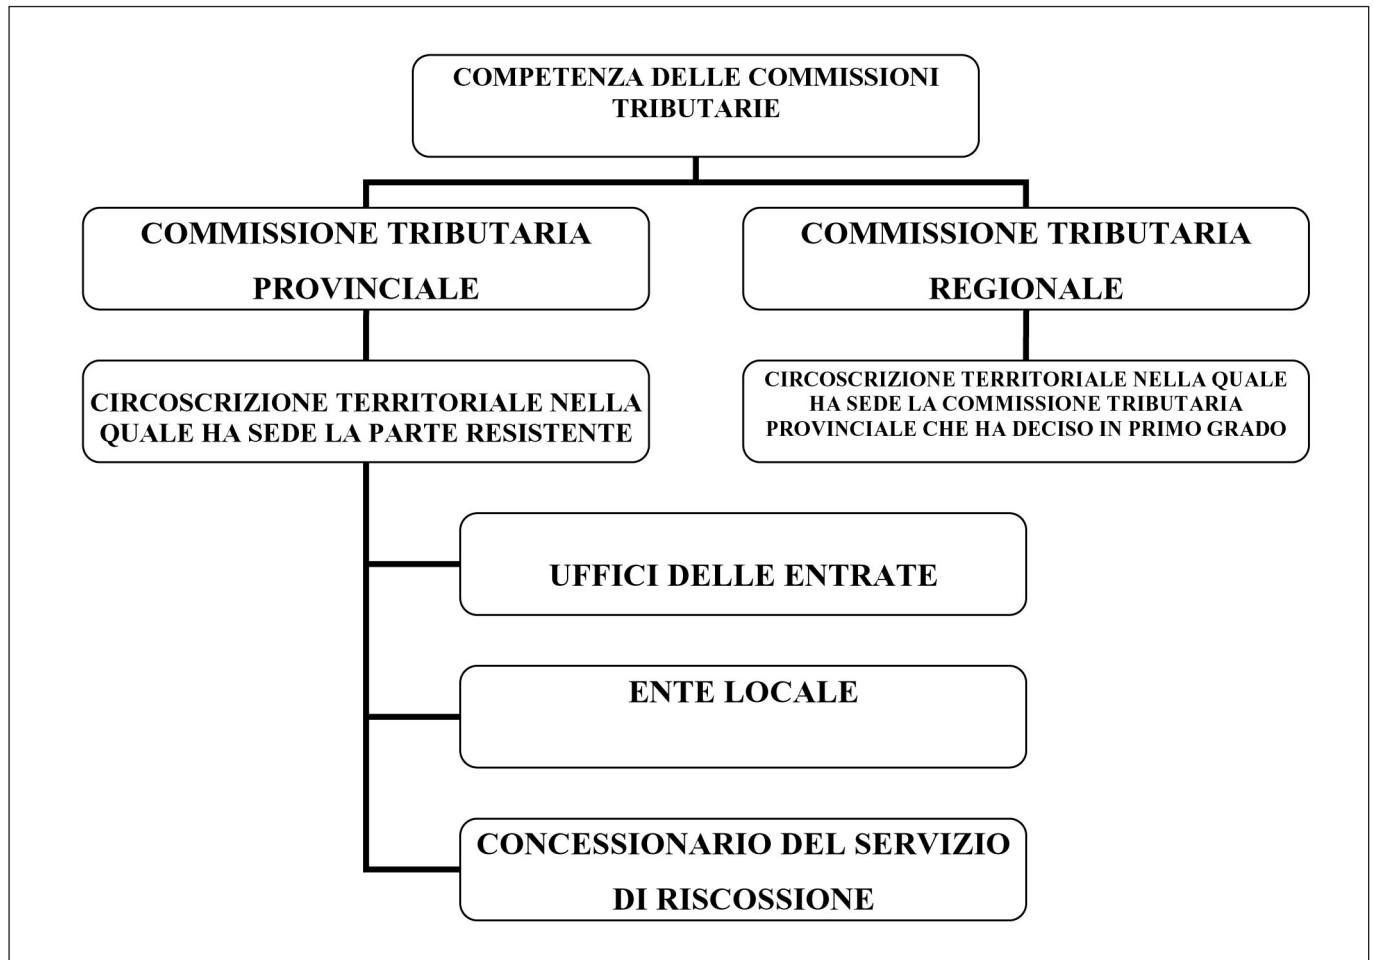 COMPETENZA DELLE COMMISSIONI
TRIBUTARIE
COMMISSIONE TRIBUTARIA
PROVINCIALE
COMMISSIONE TRIBUTARIA
REGIONALE
CIRCOSCRIZIONE TERRITORIALE NELLA
QUALE HA SEDE LA PARTE RESISTENTE
CIRCOSCRIZIONE TERRITORIALE NELLA QUALE
HA SEDE LA COMMISSIONE TRIBUTARIA
PROVINCIALE CHE HA DECISO IN PRIMO GRADO
UFFICI DELLE ENTRATE
ENTE LOCALE
CONCESSIONARIO DEL SERVIZIO
DI RISCOSSIONE